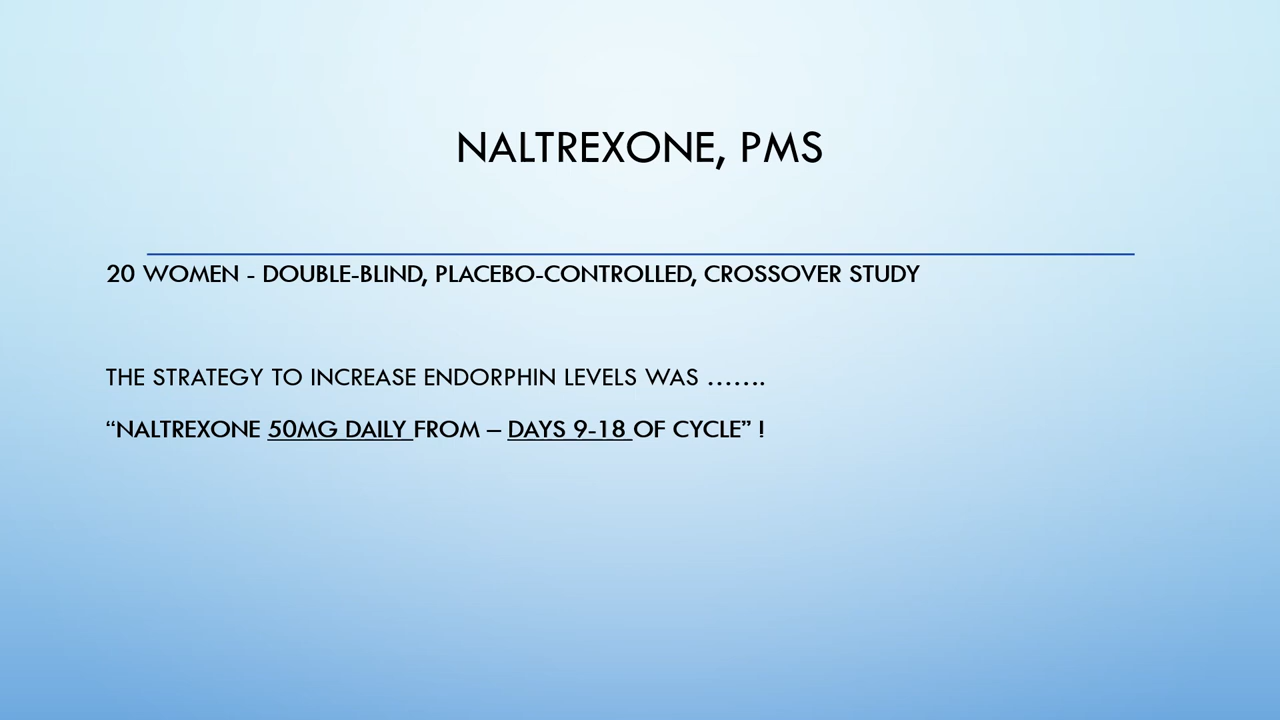 NALTREXONE, PMS
20 WOMEN - DOUBLE-BLIND, PLACEBO-CONTROLLED, CROSSOVER STUDY
THE STRATEGY TO INCREASE ENDORPHIN LEVELS WAS …….
“NALTREXONE 50MG DAILY FROM – DAYS 9-18 OF CYCLE” !